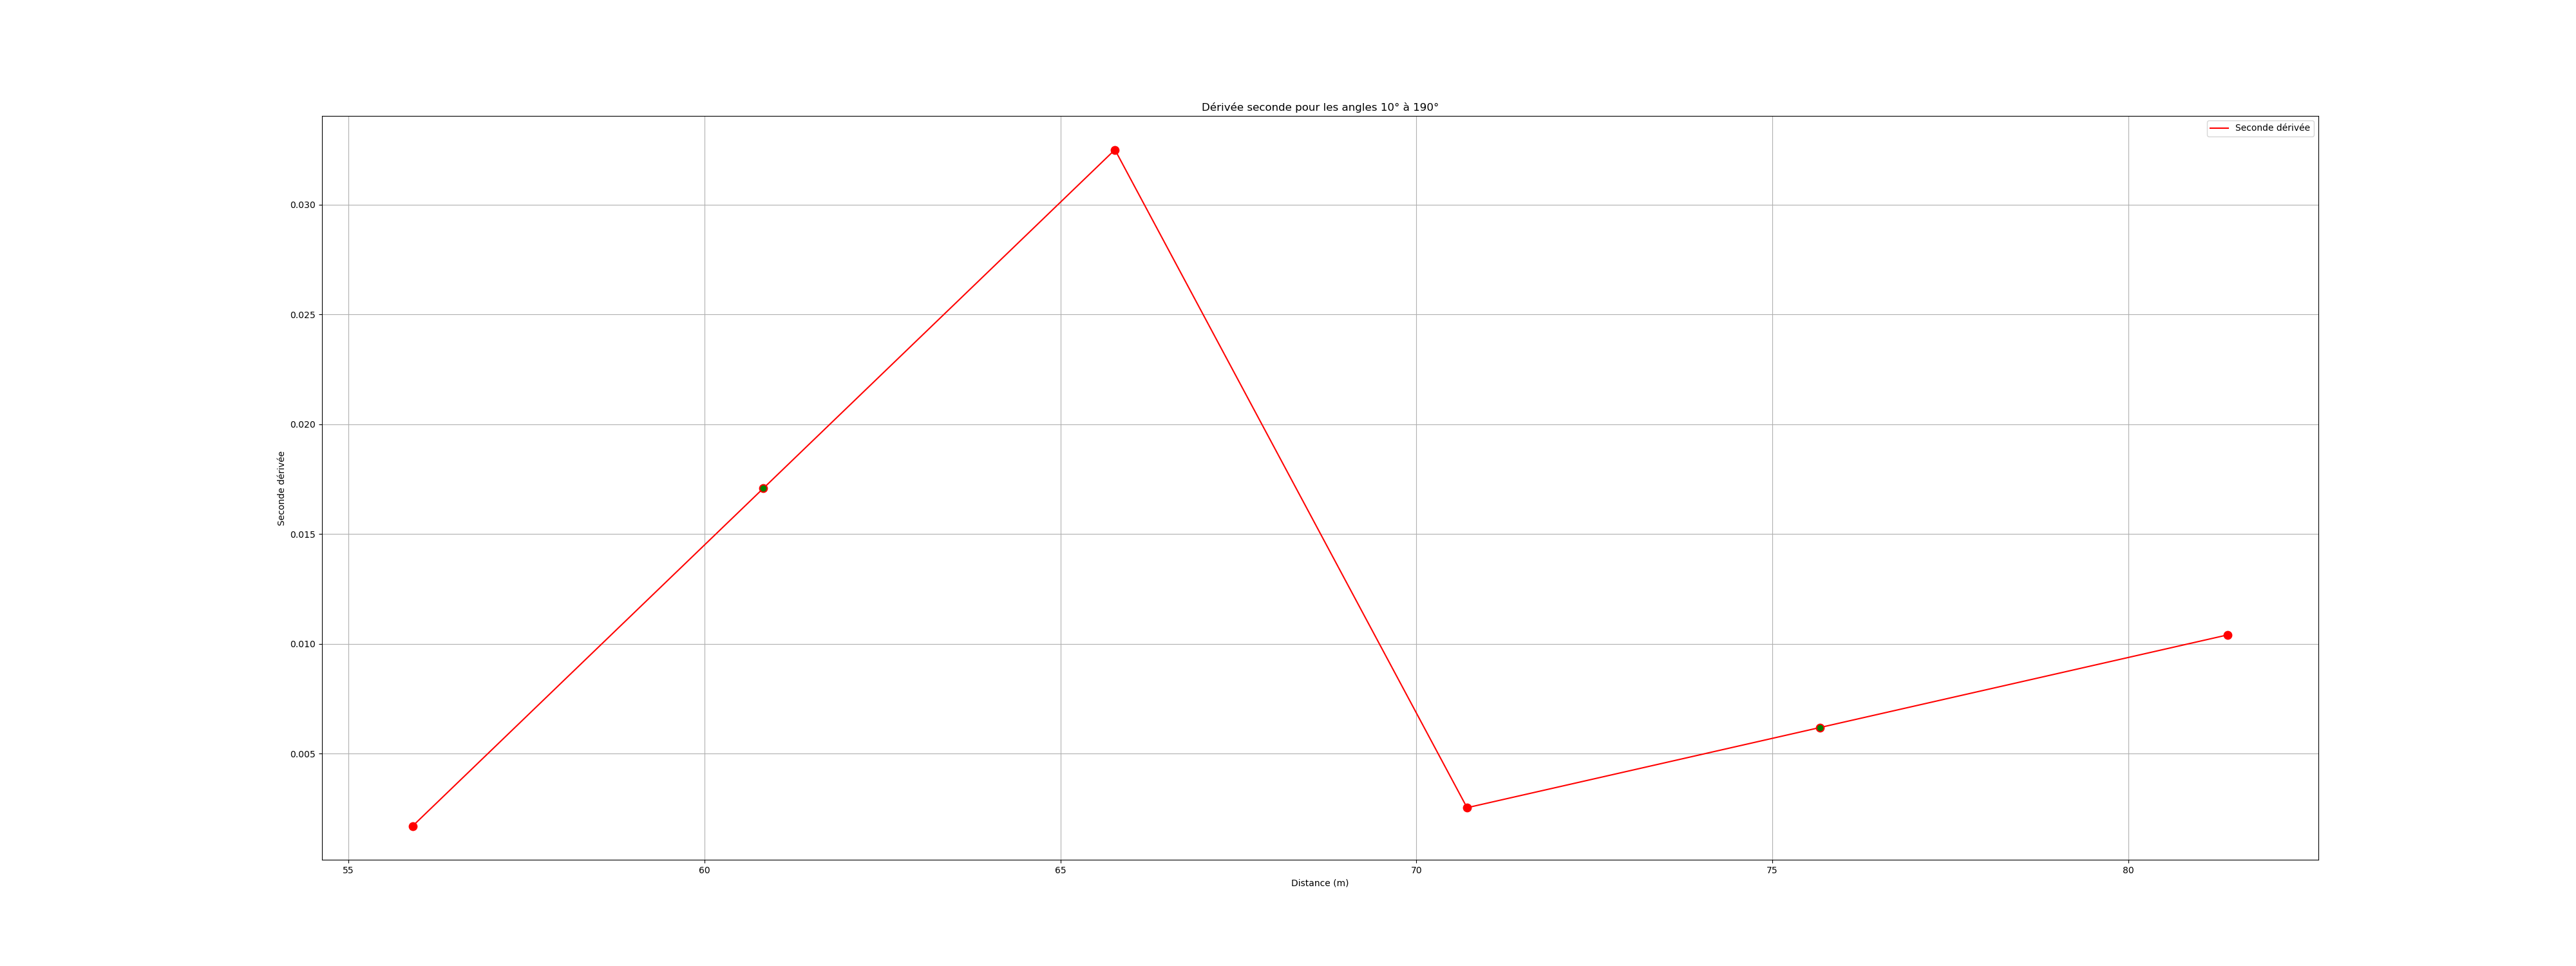 Dérivée seconde pour les angles 10° à 190°
Seconde dérivée
0.030
0.025
0.020
0.015
0.010
0.005
Seconde dérivée
55 60 65 70 75 80
Distance (m)